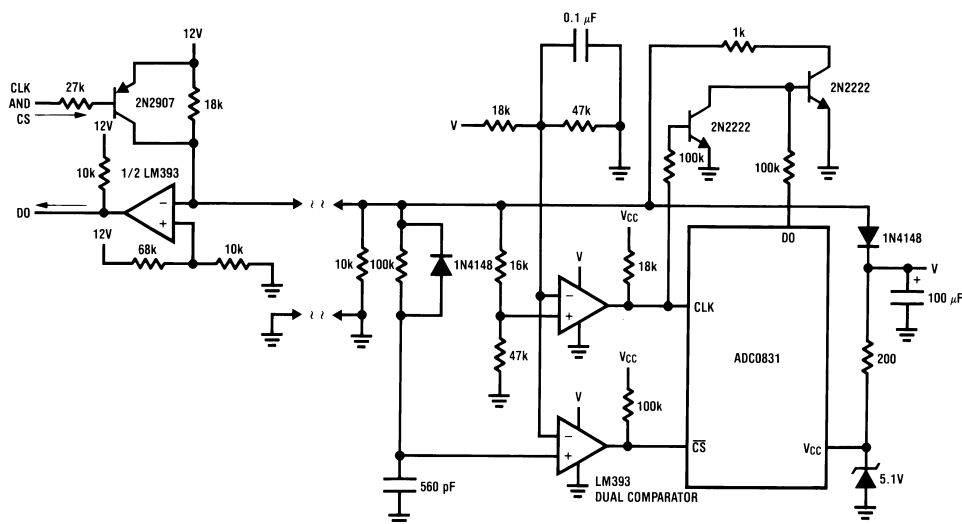 0.1 µF
1k
12V
CLK
AND
CS
27k
2N2907
18k
12V
10k
1/2 LM393
DO
12V
68k
10k
V
18k
47k
2N2222
2N2222
100k
100k
10k
100k
1N4148
16k
47k
VCC
18k
V
CLK
DO
ADC0831
1N4148
V
+
100 µF
200
VCC
100k
V
CS
VCC
5.1V
560 pF
LM393
DUAL COMPARATOR
−
+
−
+
−
+
~ ~
~ ~